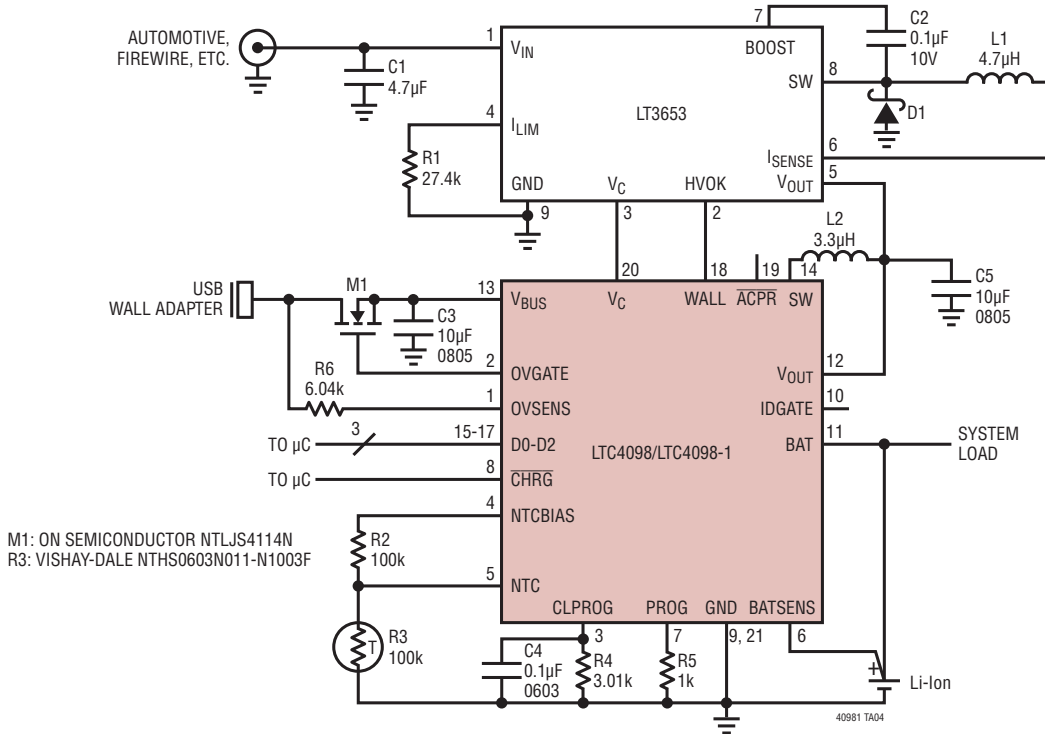 AUTOMOTIVE,
FIREWIRE, ETC.
C1
4.7µF
1
VIN
7
BOOST
C2
0.1µF
10V
SW
8
L1
4.7µH
D1
LT3653
4
ILIM
R1
27.4k
ISENSE
6
VOUT
5
GND
9
VC
3
HVOK
2
L2
3.3µH
USB
WALL ADAPTER
M1
13
VBUS
C3
10µF
0805
20
VC
18
WALL
19
ACPR
14
SW
C5
10µF
0805
2
OVGATE
R6
6.04k
1
OVSENS
VOUT
12
IDGATE
10
TO µC
3
15-17
D0-D2
LTC4098/LTC4098-1
BAT
11
SYSTEM
LOAD
TO µC
8
CHRG
4
NTCBIAS
M1: ON SEMICONDUCTOR NTLJS4114N
R3: VISHAY-DALE NTHS0603N011-N1003F
R2
100k
5
NTC
CLPROG
PROG
GND
BATSENS
3
7
9, 21
6
T
R3
100k
C4
0.1µF
0603
R4
3.01k
R5
1k
+
Li-Ion
40981 TA04